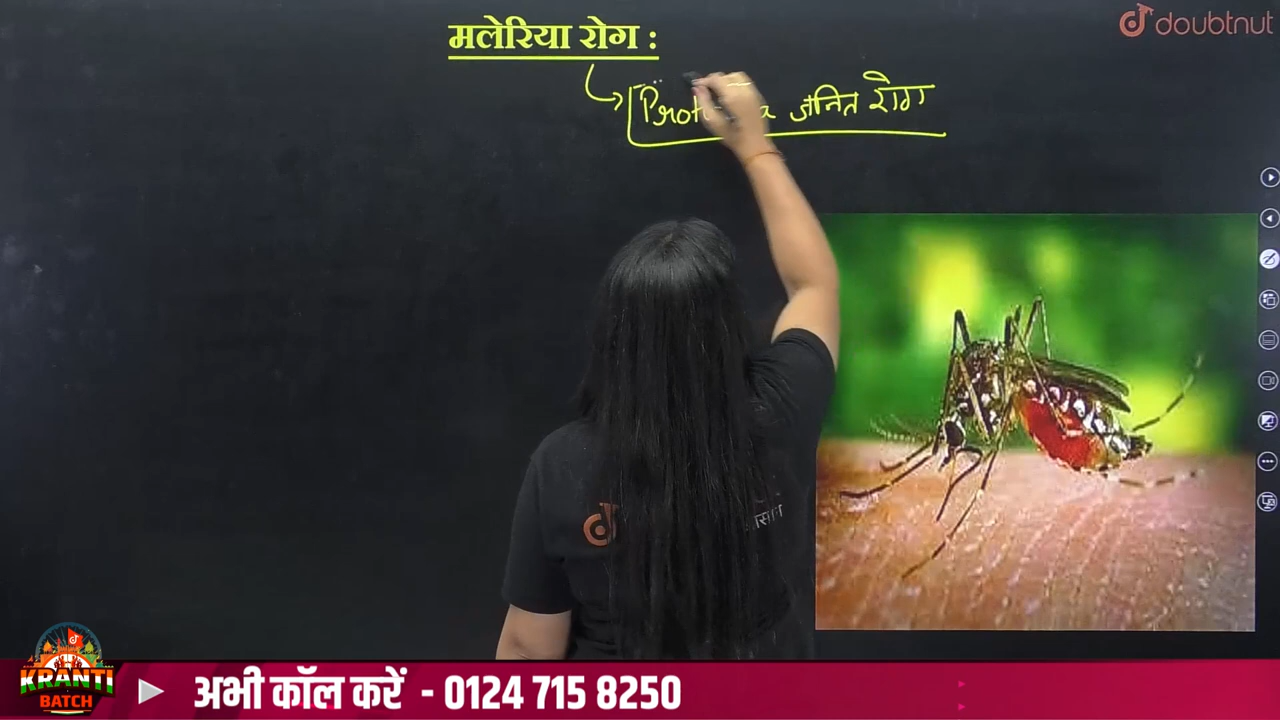 doubtnut
मलेरिया रोग :
जनित रोग
KRANTI
BATCH
अभी कॉल करें - 0124 715 8250